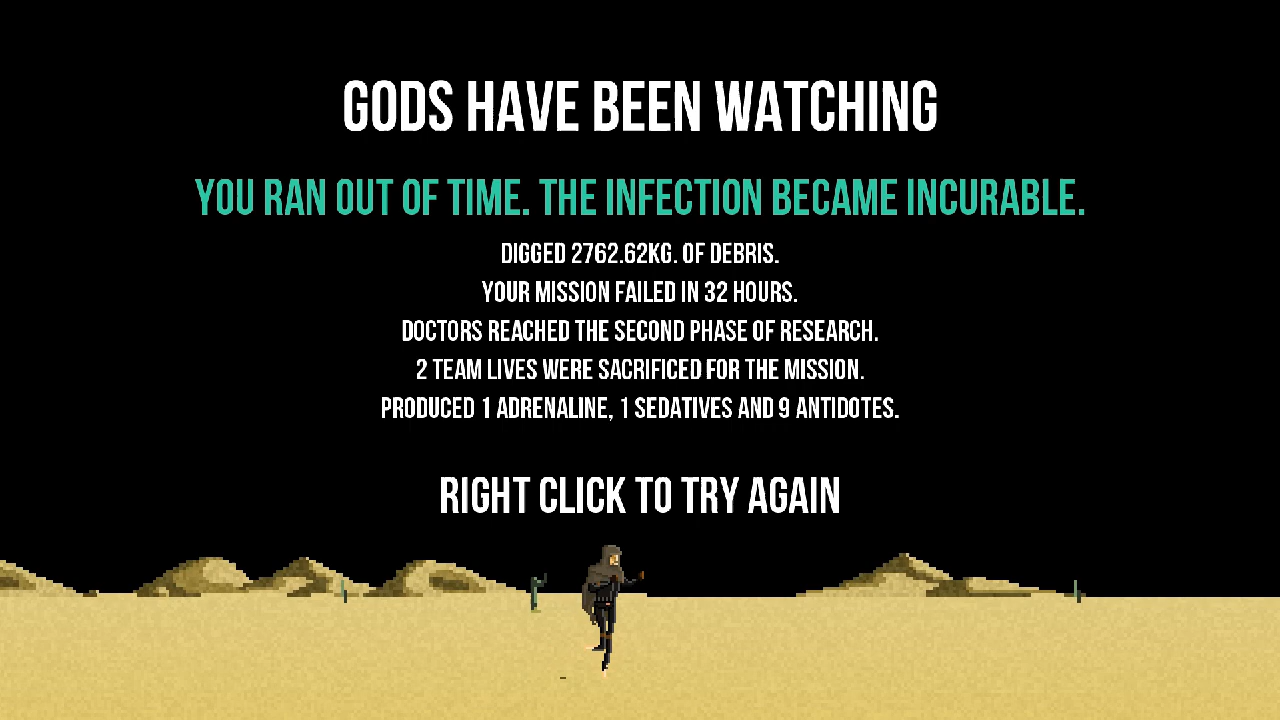 GODS HAVE BEEN WATCHING
YOU RAN OUT OF TIME. THE INFECTION BECAME INCURABLE.
DIGGED 2762.62KG. OF DEBRIS.
YOUR MISSION FAILED IN 32 HOURS.
DOCTORS REACHED THE SECOND PHASE OF RESEARCH.
2 TEAM LIVES WERE SACRIFICED FOR THE MISSION.
PRODUCED 1 ADRENALINE, 1 SEDATIVES AND 9 ANTIDOTES.
RIGHT CLICK TO TRY AGAIN